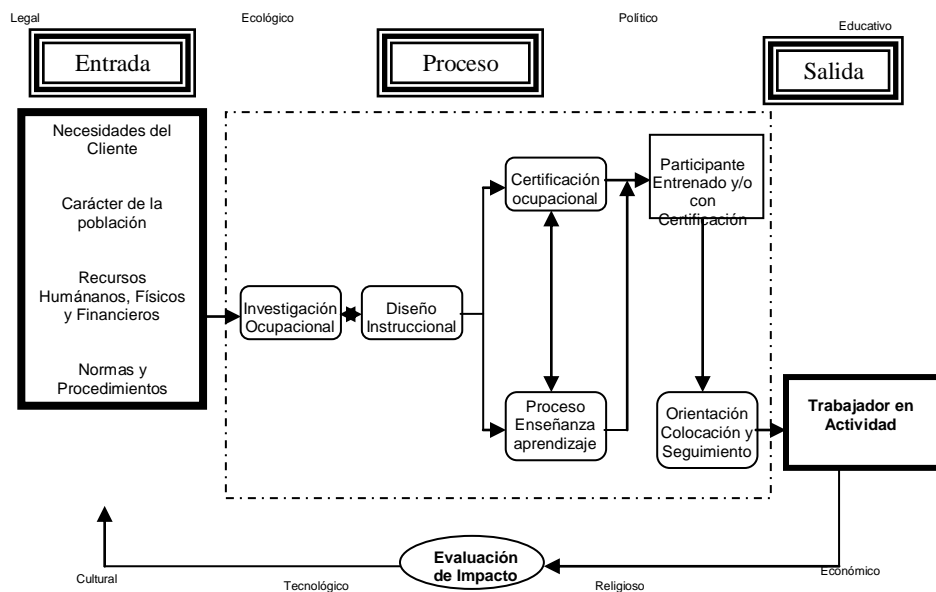 Legal
Ecológico
Político
Educativo
Entrada
Proceso
Salida
Necesidades del
Cliente
Carácter de la
población
Recursos
Humánanos, Físicos
y Financieros
Normas y
Procedimientos
Investigación
Ocupacional
Diseño
Instruccional
Certificación
ocupacional
Proceso
Enseñanza
aprendizaje
Participante
Entrenado y/o
con
Certificación
Orientación
Colocación y
Seguimiento
Trabajador en
Actividad
Evaluación
de Impacto
Cultural
Tecnológico
Religioso
Económico